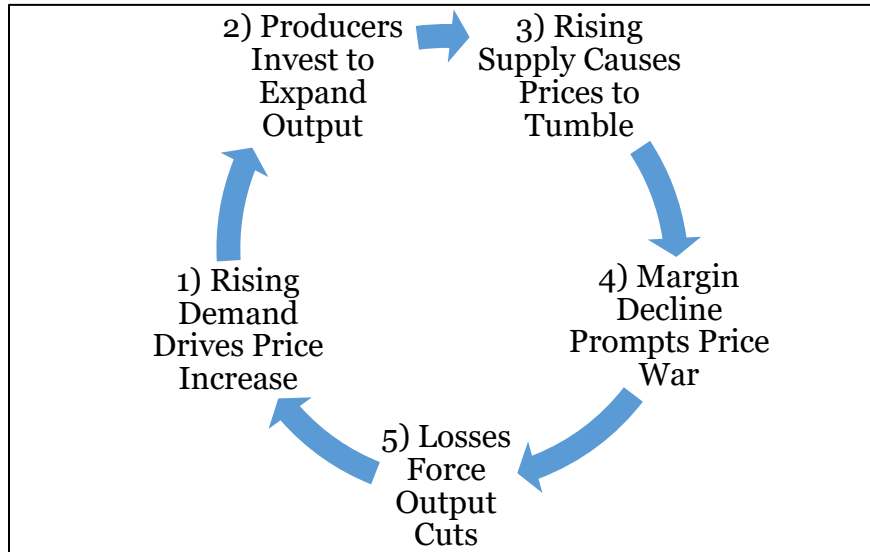 1) Rising
Demand
Drives Price
Increase
2) Producers
Invest to
Expand
Output
3) Rising
Supply Causes
Prices to
Tumble
4) Margin
Decline
Prompts Price
War
5) Losses
Force
Output
Cuts